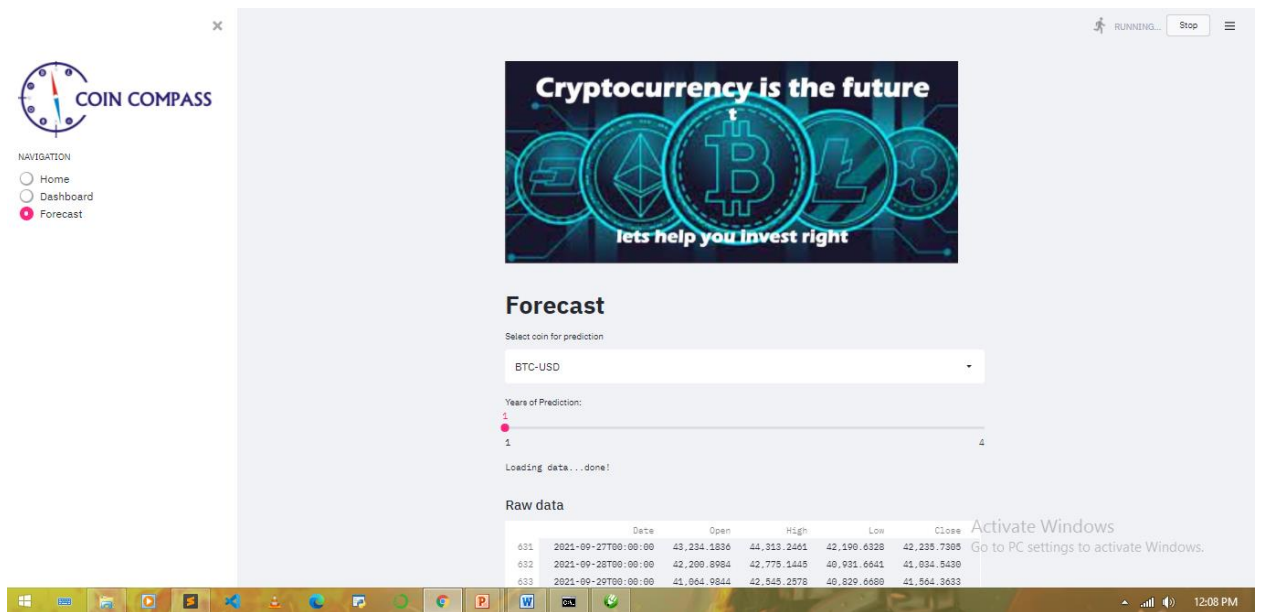 ×
RUNNING...
Stop
COIN COMPASS
NAVIGATION
Home
Dashboard
Forecast
Cryptocurrency is the future
t
lets help you invest right
Forecast
Select coin for prediction
BTC-USD
Years of Prediction:
1
1 4
Loading data...done!
Raw data
Date Open High Low Close
631 2021-09-27T00:00:00 43,234.1836 44,313.2461 42,190.6328 42,235.7305
632 2021-09-28T00:00:00 42,200.8984 42,775.1445 40,931.6641 41,034.5430
633 2021-09-29T00:00:00 41,064.9844 42,545.2578 40,829.6680 41,564.3633
Activate Windows
Go to PC settings to activate Windows.
12:08 PM